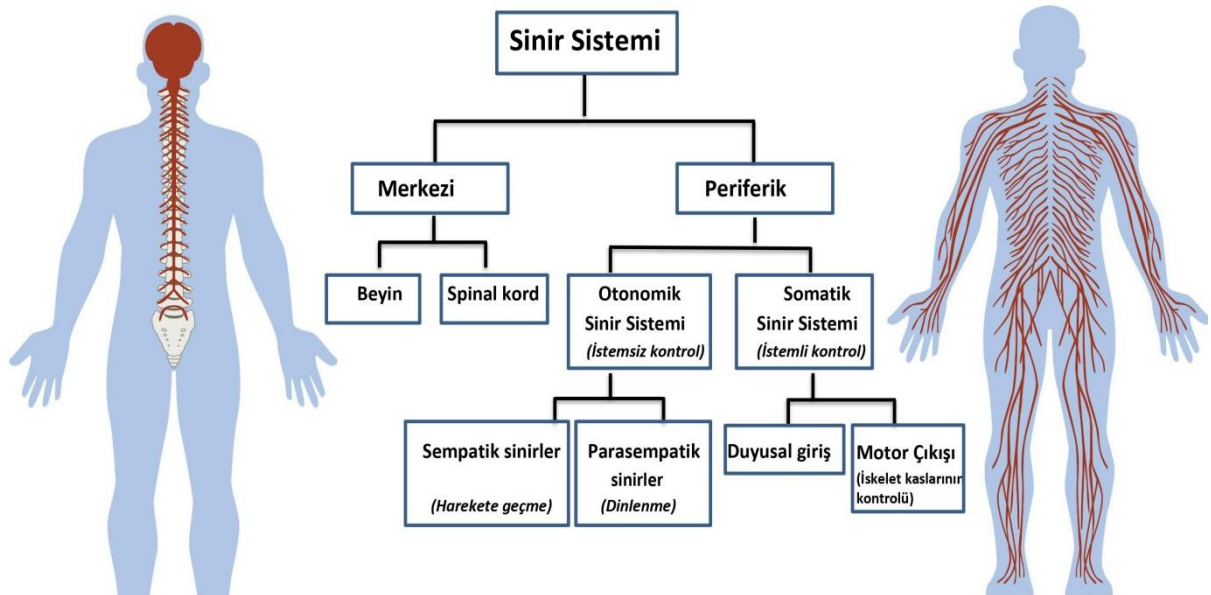 Sinir Sistemi
Merkezi
Periferik
Beyin
Spinal kord
Otonomik
Sinir Sistemi
(İstemsiz kontrol)
Somatik
Sinir Sistemi
(İstemli kontrol)
Sempatik sinirler
(Harekete geçme)
Parasempatik
sinirler
(Dinlenme)
Duyusal giriş
Motor Çıkışı
(İskelet kaslarının
kontrolü)